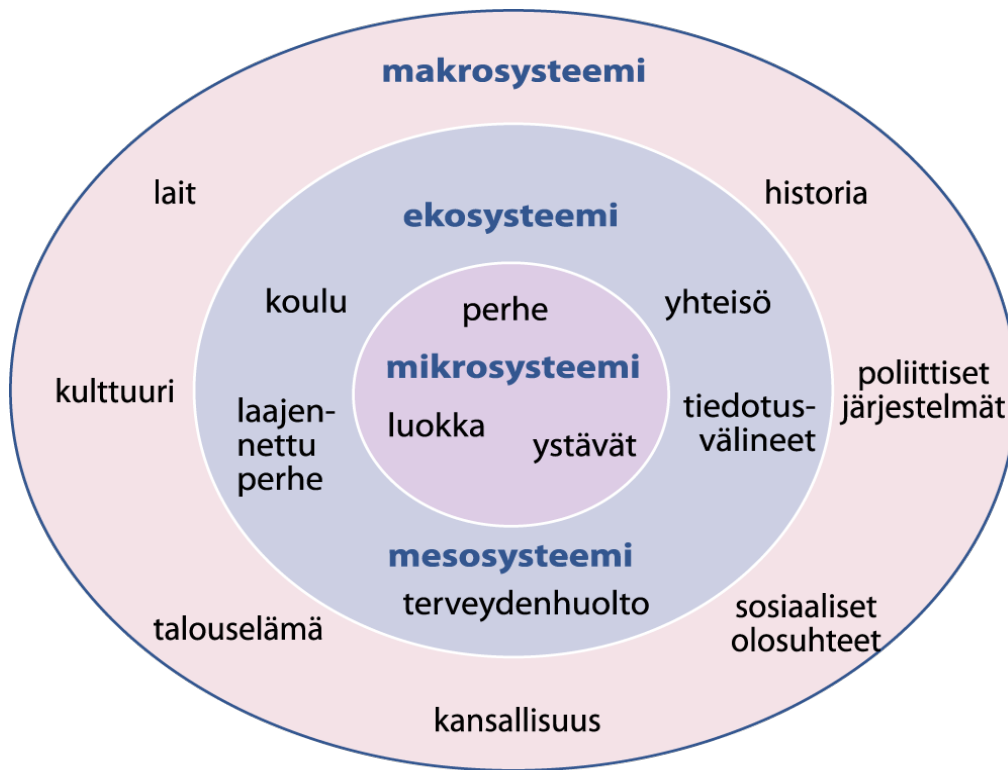 makrosysteemi
lait
historia
ekosysteemi
koulu
perhe
yhteisö
mikrosysteemi
kulttuuri
poliittiset
järjestelmät
laajen-
nettu
perhe
luokka
ystävät
tiedotus-
välineet
mesosysteemi
terveydenhuolto
talouselämä
sosiaaliset
olosuhteet
kansallisuus